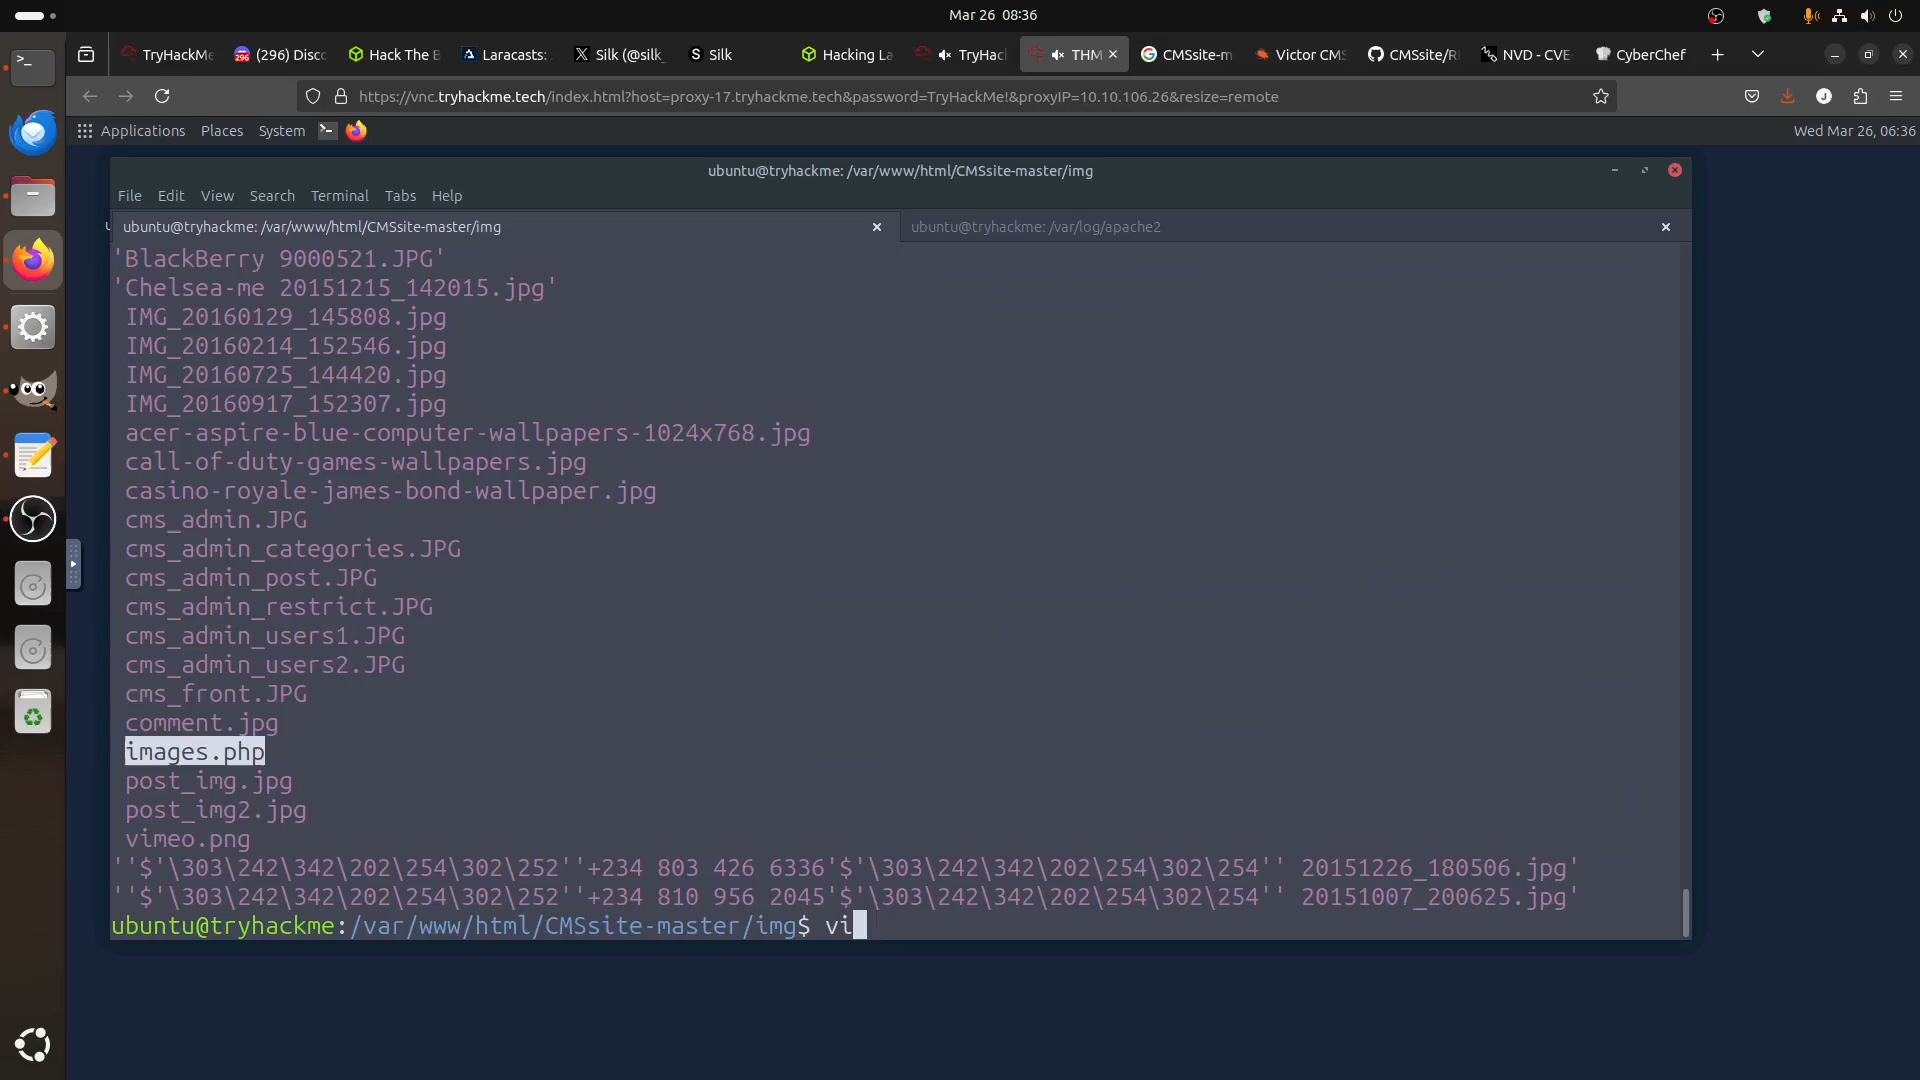 Mar 26 08:36
TryHackMe
(296) Disco
Hack The B
Laracasts:
Silk (@silk_
Silk
Hacking La
TryHac
THM
CMSsite-m
Victor CMS
CMSsite/R
NVD - CVE-
CyberChef
https://vnc.tryhackme.tech/index.html?host=proxy-17.tryhackme.tech&password=TryHackMe!&proxyIP=10.10.106.26&resize=remote
Applications Places System
Wed Mar 26, 06:36
ubuntu@tryhackme: /var/www/html/CMSsite-master/img
File Edit View Search Terminal Tabs Help
ubuntu@tryhackme: /var/www/html/CMSsite-master/img
ubuntu@tryhackme: /var/log/apache2
'BlackBerry 9000521.JPG'
'Chelsea-me 20151215_142015.jpg'
IMG_20160129_145808.jpg
IMG_20160214_152546.jpg
IMG_20160725_144420.jpg
IMG_20160917_152307.jpg
acer-aspire-blue-computer-wallpapers-1024x768.jpg
call-of-duty-games-wallpapers.jpg
casino-royale-james-bond-wallpaper.jpg
cms_admin.JPG
cms_admin_categories.JPG
cms_admin_post.JPG
cms_admin_restrict.JPG
cms_admin_users1.JPG
cms_admin_users2.JPG
cms_front.JPG
comment.jpg
images.php
post_img.jpg
post_img2.jpg
vimeo.png
''$'\303\242\342\202\254\302\252''+234 803 426 6336'$'\303\242\342\202\254\302\254'' 20151226_180506.jpg'
''$'\303\242\342\202\254\302\252''+234 810 956 2045'$'\303\242\342\202\254\302\254'' 20151007_200625.jpg'
ubuntu@tryhackme:/var/www/html/CMSsite-master/img$ vi